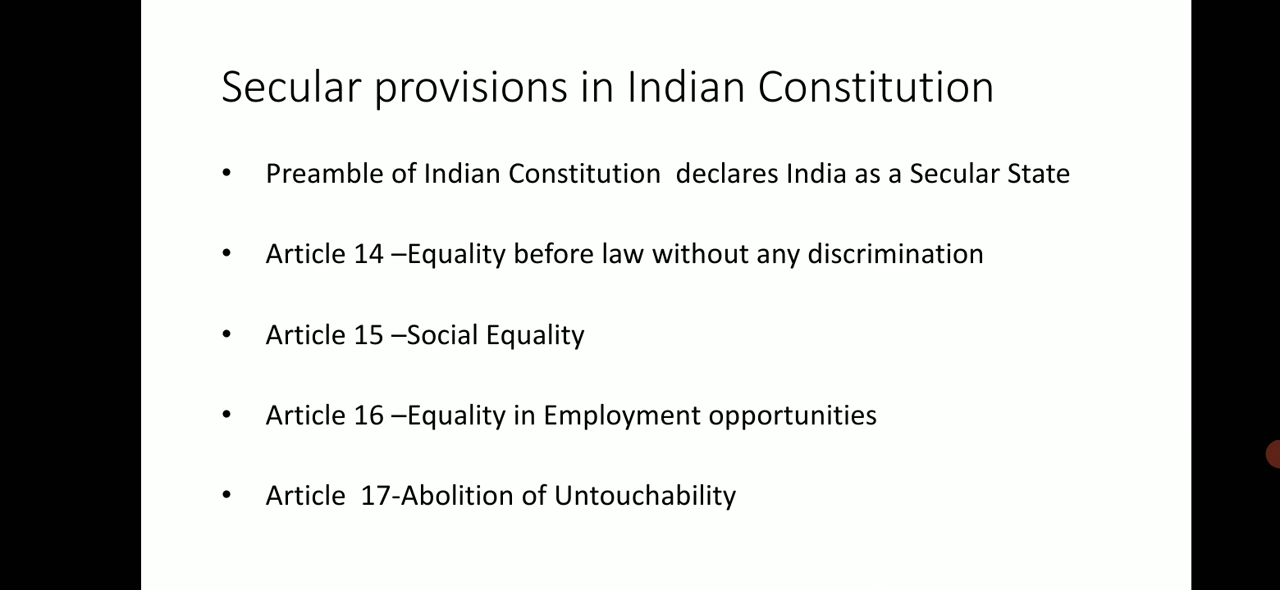 Secular provisions in Indian Constitution
• Preamble of Indian Constitution  declares India as a Secular State
• Article 14 –Equality before law without any discrimination
• Article 15 –Social Equality
• Article 16 –Equality in Employment opportunities
• Article  17-Abolition of Untouchability